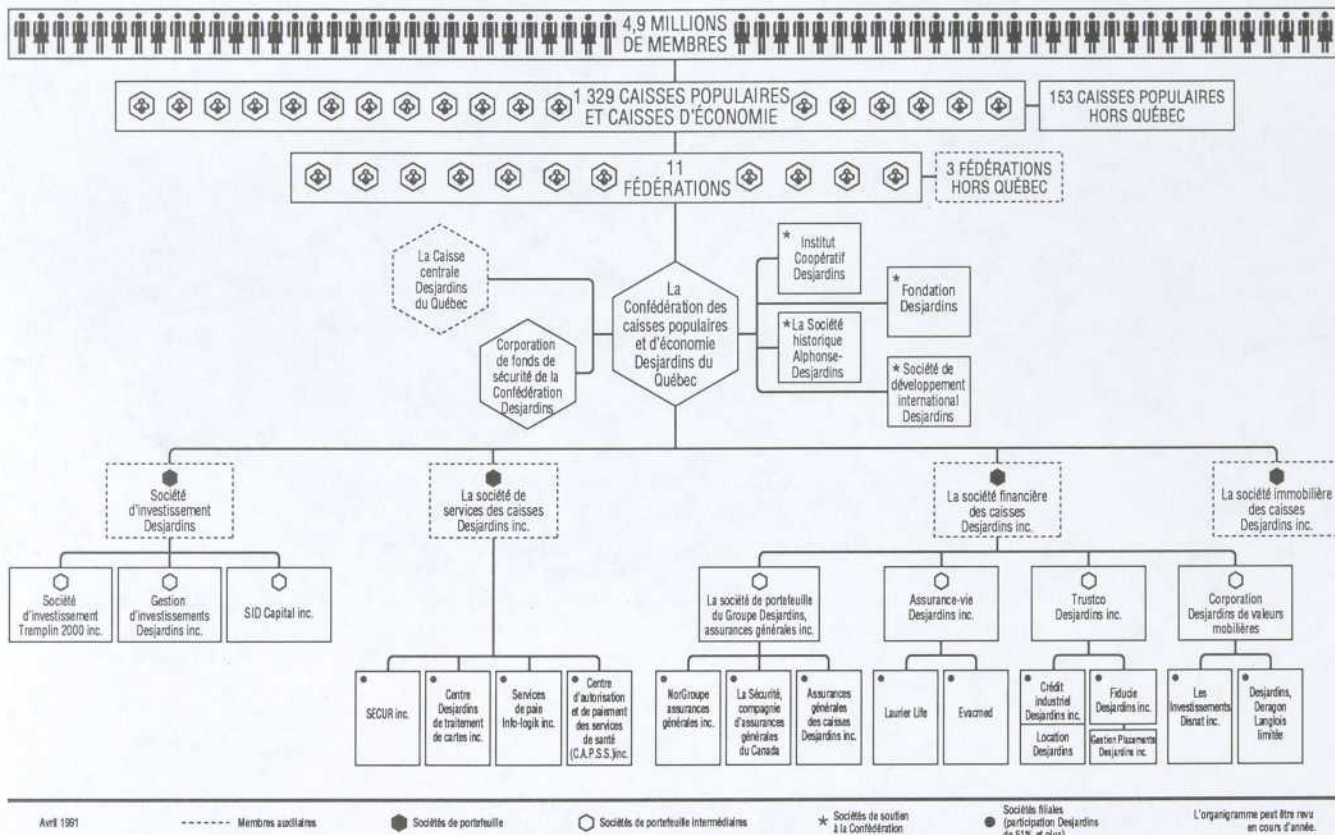 4,9 MILLIONS
DE MEMBRES
1 329 CAISSES POPULAIRES
ET CAISSES D'ÉCONOMIE
153 CAISSES POPULAIRES
HORS QUÉBEC
11
FÉDÉRATIONS
3 FÉDÉRATIONS
HORS QUÉBEC
La Caisse
centrale
Desjardins
du Québec
Corporation
de fonds de
sécurité de la
Confédération
Desjardins
La
Confédération des
caisses populaires
et d'économie
Desjardins du
Québec
* Institut
Coopératif
Desjardins
* Fondation
Desjardins
* La Société
historique
Alphonse-
Desjardins
* Société de
développement
international
Desjardins
Société
d'investissement
Desjardins
La société de
services des caisses
Desjardins inc.
La société financière
des caisses
Desjardins inc.
La société immobilière
des caisses
Desjardins inc.
Société
d'investissement
Tremplin 2000 inc.
Gestion
d'investissements
Desjardins inc.
SID Capital inc.
La société de portefeuille
du Groupe Desjardins,
assurances générales inc.
Assurance-vie
Desjardins inc.
Trustco
Desjardins inc.
Corporation
Desjardins de valeurs
mobilières
SECUR inc.
Centre
Desjardins
de traitement
de cartes inc.
Services
de paie
Info-logik inc.
Centre
d'autorisation
et de paiement
des services
de santé
(C.A.P.S.S.)inc.
NorGroupe
assurances
générales inc.
La Sécurité,
compagnie
d'assurances
générales
du Canada
Assurances
générales
des caisses
Desjardins inc.
Laurier Life
Evacmed
Crédit
industriel
Desjardins inc.
Location
Desjardins
Fiducie
Desjardins inc.
Gestion Placements
Desjardins inc.
Les
Investissements
Disnat inc.
Desjardins,
Deragon
Langlois
limitée
Avril 1991
Membres auxiliaires
Sociétés de portefeuille
Sociétés de portefeuille intermédiaires
* Sociétés de soutien
à la Confédération
Sociétés filiales
(participation Desjardins
de 51% et plus)
L'organigramme peut être revu
en cours d'année.